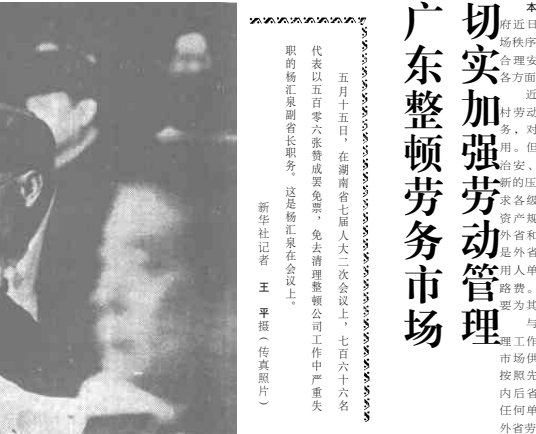 切实加强劳动管理
广东整顿劳务市场
本
府近日
场秩序
合理安
各方面
近
村劳动
务，对
用。但
治安、
新的压
求各级
资产规
外省和
是外省
用人单
路费。
要为其
与
理工作
市场供
按照先
内后省
任何单
外省劳
五月十五日，在湖南省七届人大二次会议上，七百六十六名
代表以五百零六张赞成罢免票，免去清理整顿公司工作中严重失
职的杨汇泉副省长职务。这是杨汇泉在会议上。
新华社记者 王 平摄（传真照片）